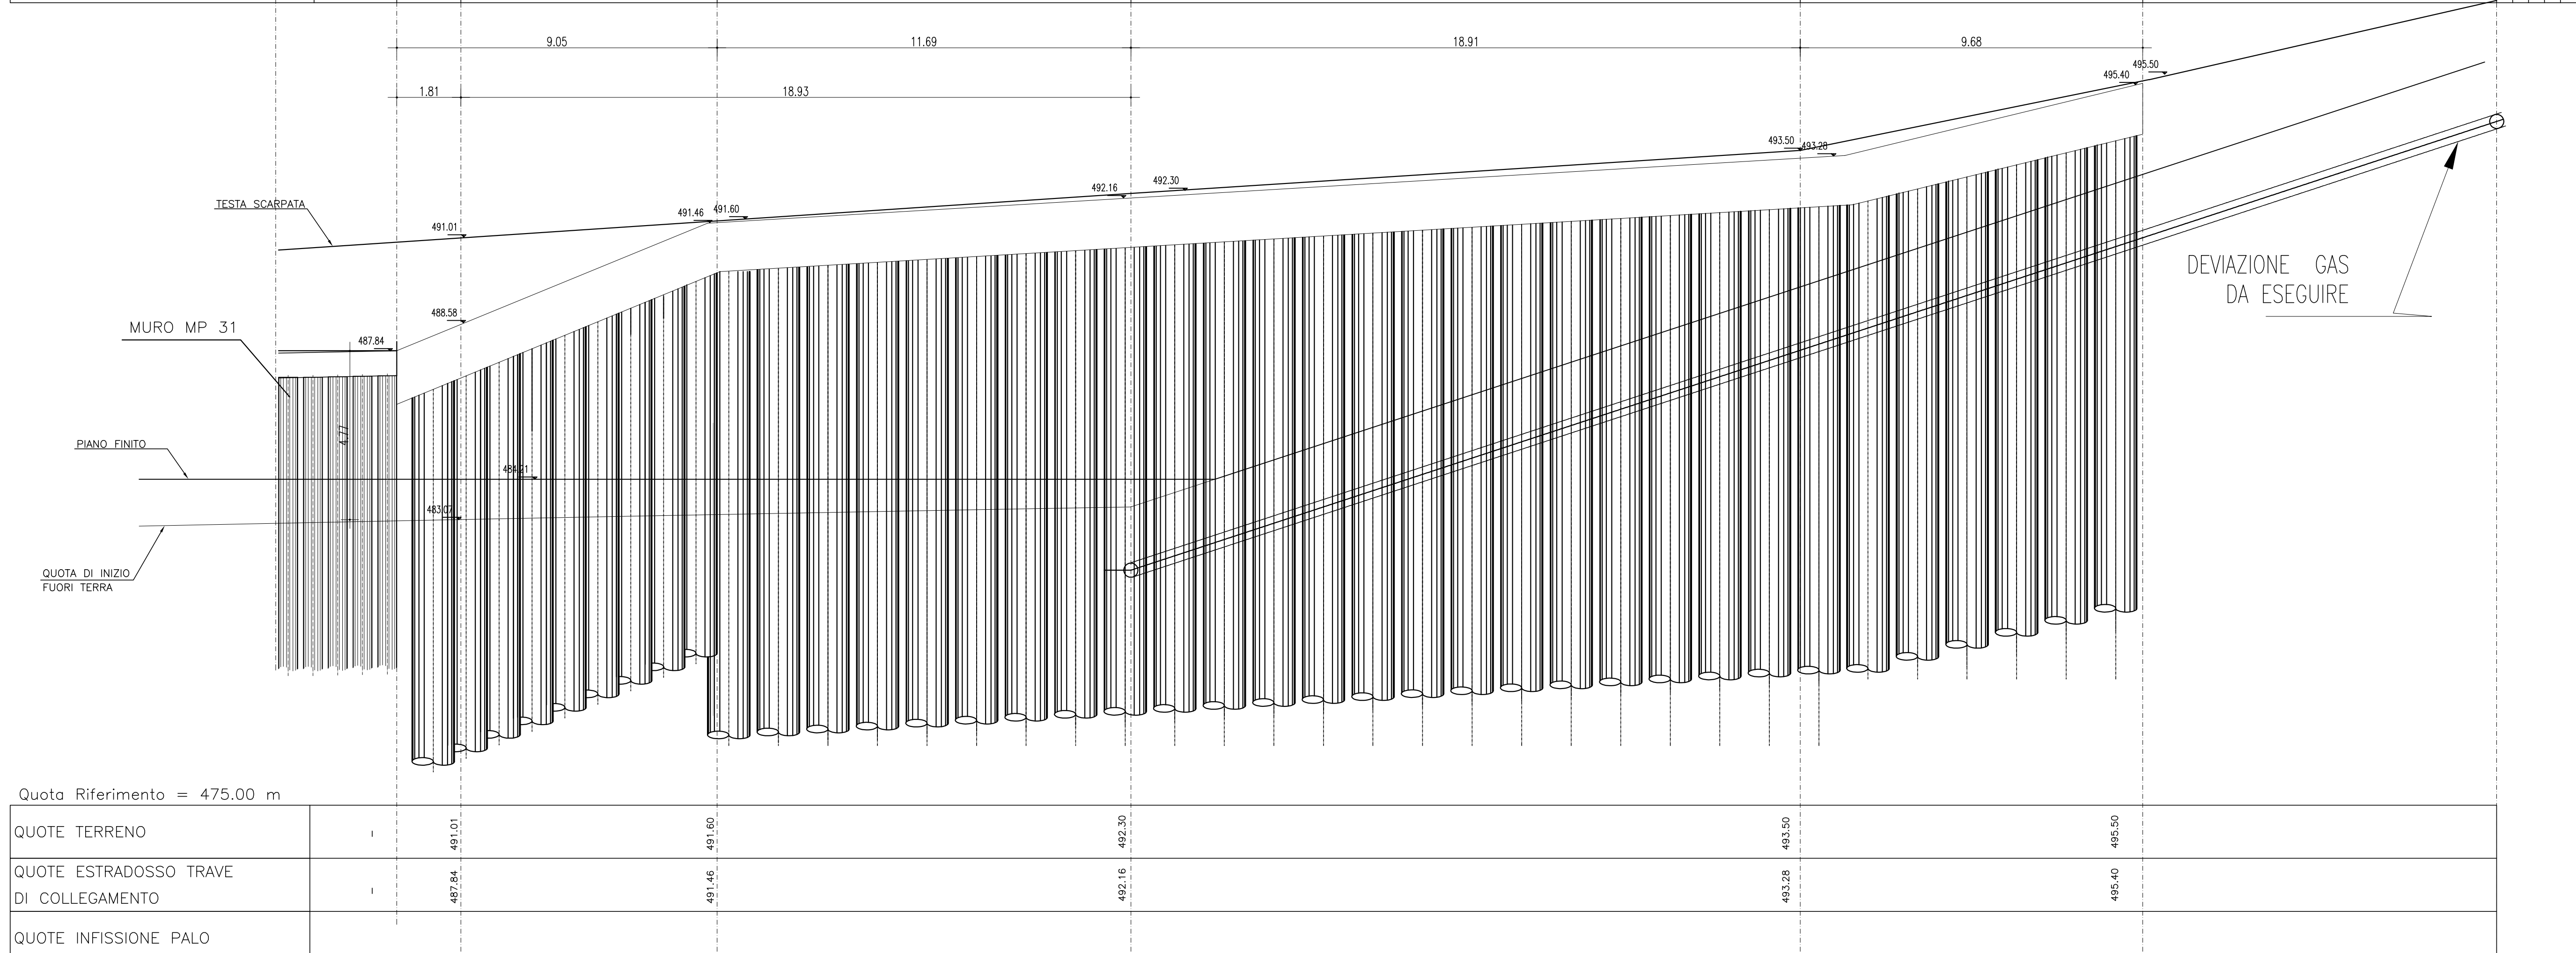 9.05 11.69 18.91 9.68
1.81 18.93
495.50
495.40
493.50
493.28
492.30
492.16
TESTA SCARPATA
491.60
491.46
491.01
DEVIAZIONE GAS
DA ESEGUIRE
488.58
MURO MP 31
487.84
4.77
PIANO FINITO
484.21
483.07
QUOTA DI INIZIO
FUORI TERRA
Quota Riferimento = 475.00 m
QUOTE TERRENO - 491.01 491.60 492.30 493.50 495.50
QUOTE ESTRADOSSO TRAVE
DI COLLEGAMENTO - 487.84 491.46 492.16 493.28 495.40
QUOTE INFISSIONE PALO